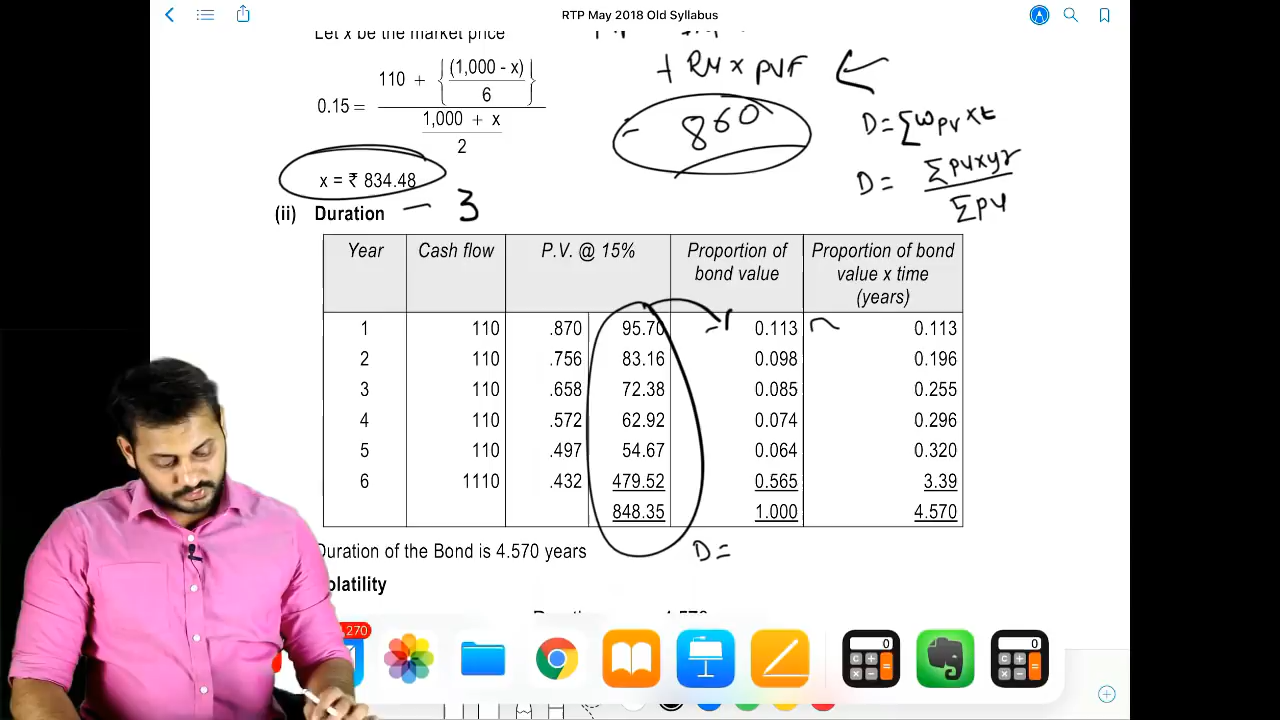 RTP May 2018 Old Syllabus
Let x be the market price
+ RV x PVF
0.15 = 110 + {(1,000 - x) / 6} / 1,000 + x / 2
- 860
D = ∑WPV x t
D = ∑PV x yr / ∑PV
x = ₹ 834.48
(ii) Duration – 3
Year Cash flow P.V. @ 15% Proportion of bond value Proportion of bond value x time (years)
1 110 .870 95.70 0.113 0.113
2 110 .756 83.16 0.098 0.196
3 110 .658 72.38 0.085 0.255
4 110 .572 62.92 0.074 0.296
5 110 .497 54.67 0.064 0.320
6 1110 .432 479.52 0.565 3.39
848.35 1.000 4.570
Duration of the Bond is 4.570 years
D =
olatility
,270
0
0